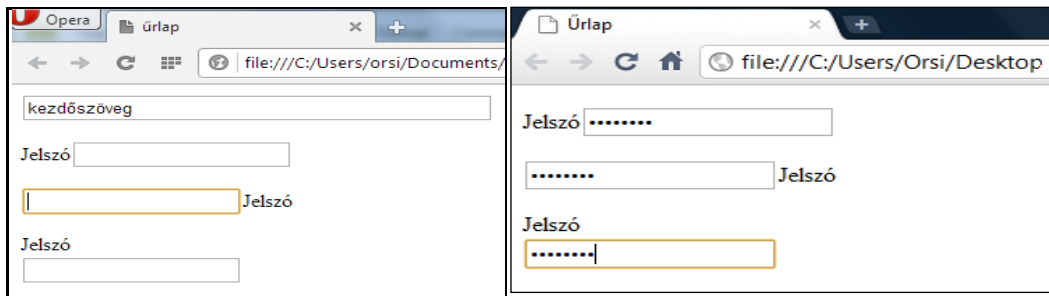 Opera
űrlap
file:///C:/Users/orsi/Documents/
kezdőszöveg
Jelszó
Jelszó
Jelszó
Űrlap
file:///C:/Users/Orsi/Desktop
Jelszó ••••••••
•••••••• Jelszó
Jelszó
••••••••